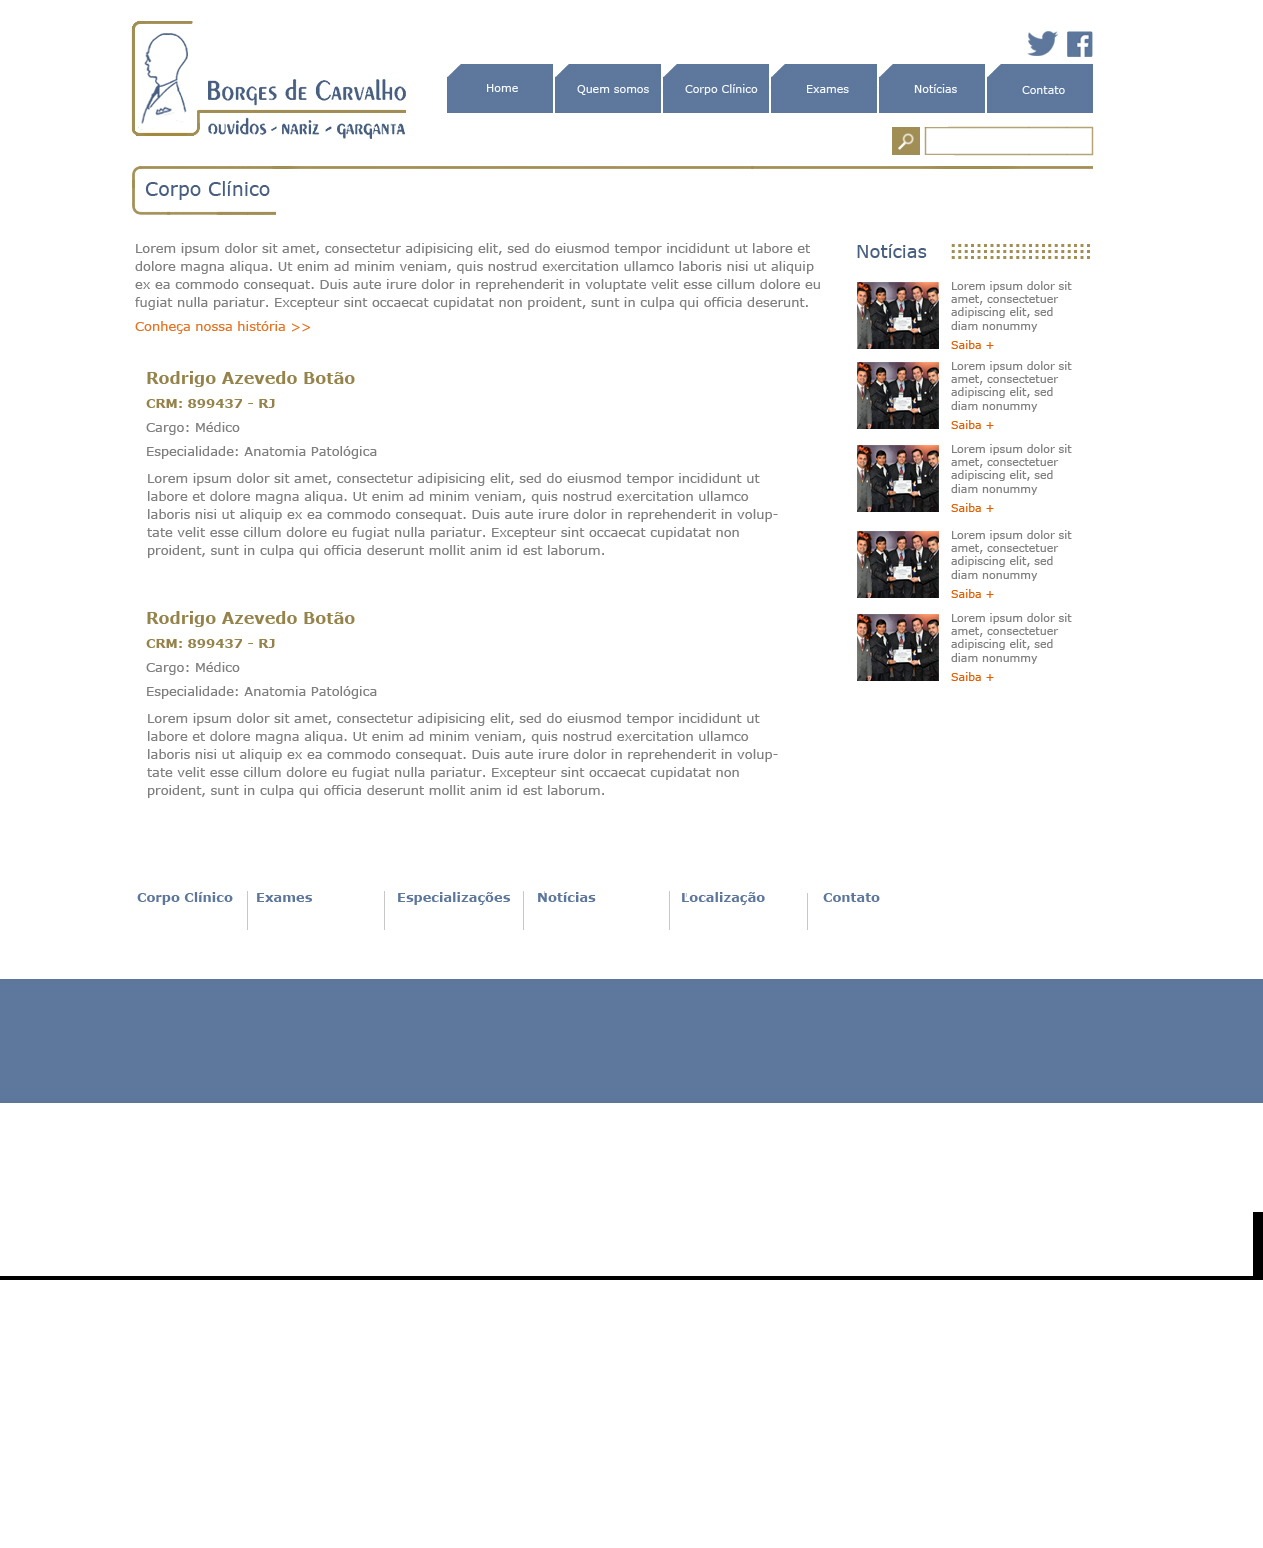 Borges de Carvalho
ouvidos - nariz - garganta
Home
Quem somos
Corpo Clínico
Exames
Notícias
Contato
Corpo Clínico
Lorem ipsum dolor sit amet, consectetur adipisicing elit, sed do eiusmod tempor incididunt ut labore et
dolore magna aliqua. Ut enim ad minim veniam, quis nostrud exercitation ullamco laboris nisi ut aliquip
ex ea commodo consequat. Duis aute irure dolor in reprehenderit in voluptate velit esse cillum dolore eu
fugiat nulla pariatur. Excepteur sint occaecat cupidatat non proident, sunt in culpa qui officia deserunt.
Conheça nossa história >>
Rodrigo Azevedo Botão
CRM: 899437 - RJ
Cargo: Médico
Especialidade: Anatomia Patológica
Lorem ipsum dolor sit amet, consectetur adipisicing elit, sed do eiusmod tempor incididunt ut
labore et dolore magna aliqua. Ut enim ad minim veniam, quis nostrud exercitation ullamco
laboris nisi ut aliquip ex ea commodo consequat. Duis aute irure dolor in reprehenderit in volup-
tate velit esse cillum dolore eu fugiat nulla pariatur. Excepteur sint occaecat cupidatat non
proident, sunt in culpa qui officia deserunt mollit anim id est laborum.
Rodrigo Azevedo Botão
CRM: 899437 - RJ
Cargo: Médico
Especialidade: Anatomia Patológica
Lorem ipsum dolor sit amet, consectetur adipisicing elit, sed do eiusmod tempor incididunt ut
labore et dolore magna aliqua. Ut enim ad minim veniam, quis nostrud exercitation ullamco
laboris nisi ut aliquip ex ea commodo consequat. Duis aute irure dolor in reprehenderit in volup-
tate velit esse cillum dolore eu fugiat nulla pariatur. Excepteur sint occaecat cupidatat non
proident, sunt in culpa qui officia deserunt mollit anim id est laborum.
Notícias
Lorem ipsum dolor sit
amet, consectetuer
adipiscing elit, sed
diam nonummy
Saiba +
Lorem ipsum dolor sit
amet, consectetuer
adipiscing elit, sed
diam nonummy
Saiba +
Lorem ipsum dolor sit
amet, consectetuer
adipiscing elit, sed
diam nonummy
Saiba +
Lorem ipsum dolor sit
amet, consectetuer
adipiscing elit, sed
diam nonummy
Saiba +
Lorem ipsum dolor sit
amet, consectetuer
adipiscing elit, sed
diam nonummy
Saiba +
Corpo Clínico
Exames
Especializações
Notícias
Localização
Contato